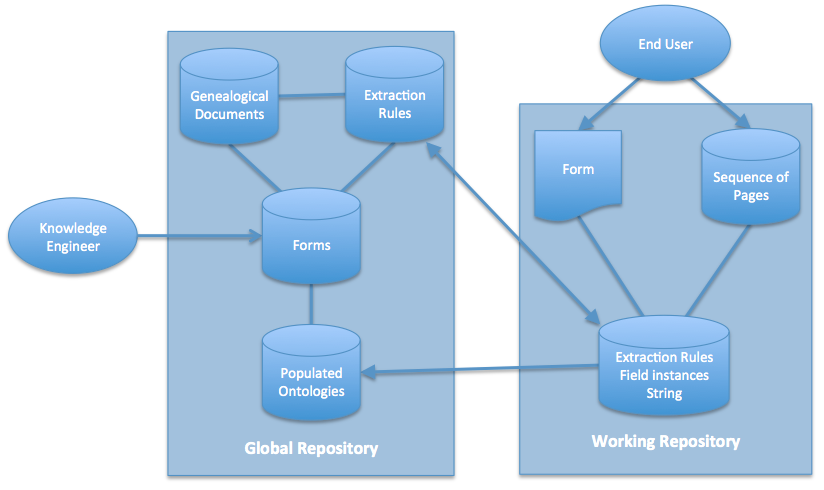 End User
Genealogical
Documents
Extraction
Rules
Form
Sequence of
Pages
Knowledge
Engineer
Forms
Populated
Ontologies
Extraction Rules
Field instances
String
Global Repository
Working Repository